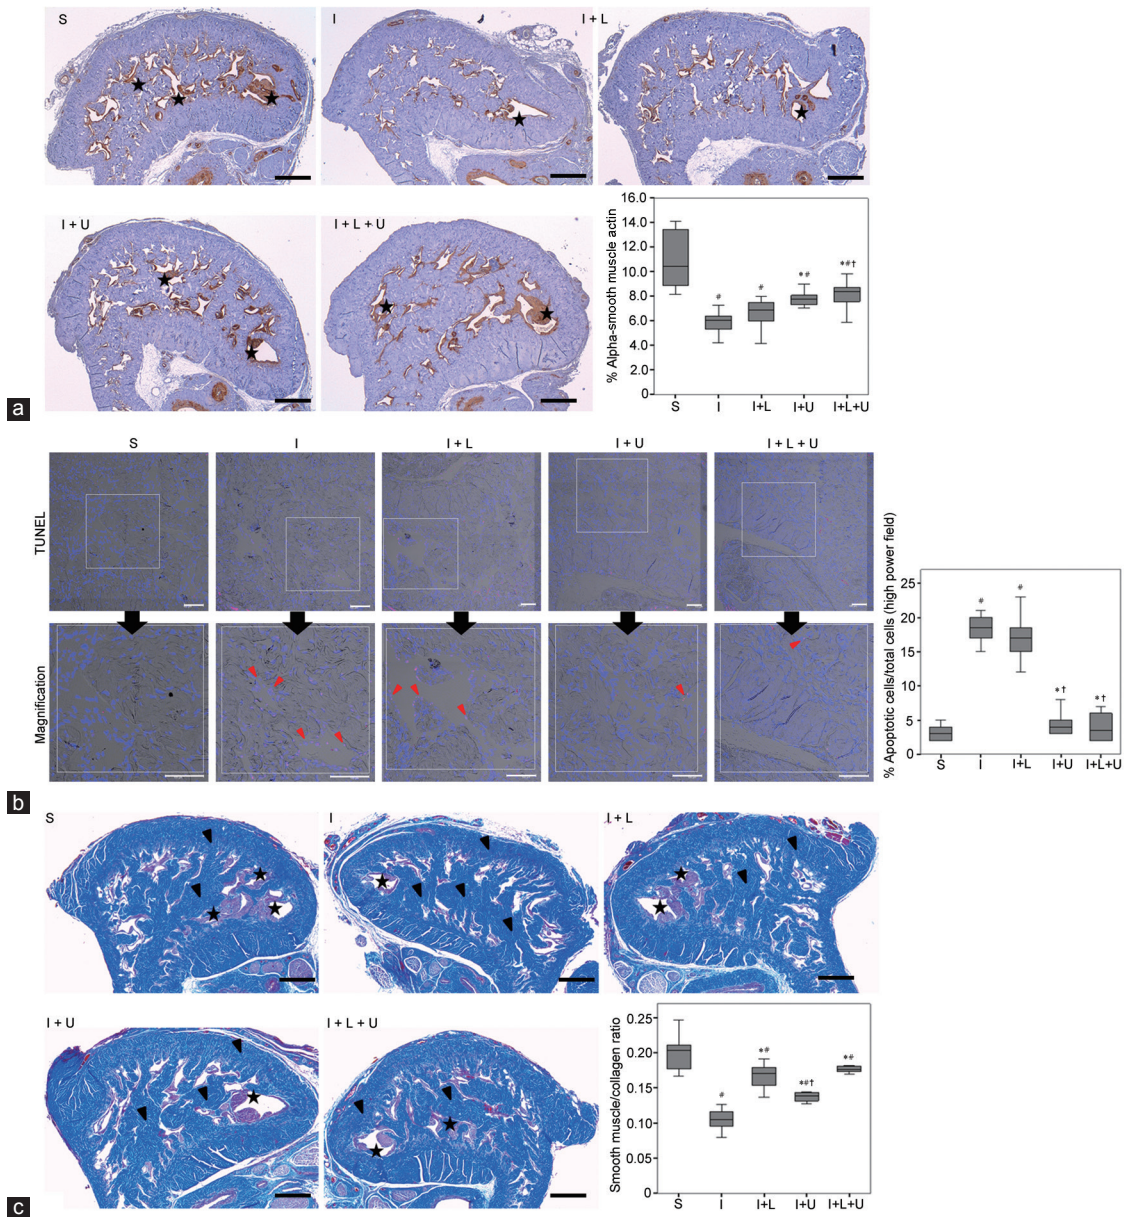 S
I
I + L
I + U
I + L + U
% Alpha-smooth muscle actin
16.0
14.0
12.0
10.0
8.0
6.0
4.0
2.0
0
#
#
*#
*#†
S I I+L I+U I+L+U
a
S I I + L I + U I + L + U
TUNEL
Magnification
% Apoptotic cells/total cells (high power field)
25
20
15
10
5
0
#
#
*†
*†
S I I+L I+U I+L+U
b
S
I
I + L
I + U
I + L + U
Smooth muscle/collagen ratio
0.25
0.20
0.15
0.10
0.05
0.00
#
*#
*#†
*#
S I I+L I+U I+L+U
c